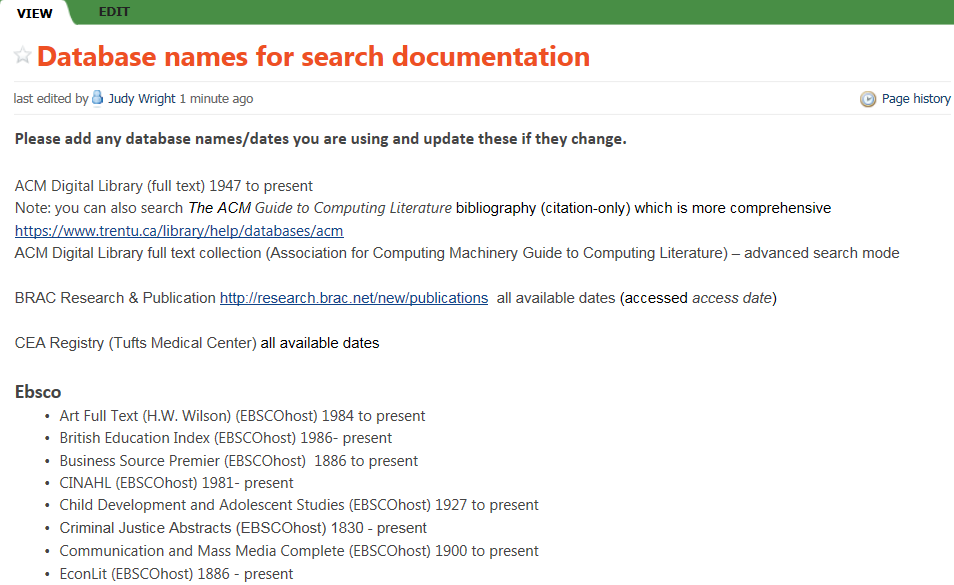 VIEW EDIT
Database names for search documentation
last edited by Judy Wright 1 minute ago Page history
Please add any database names/dates you are using and update these if they change.
ACM Digital Library (full text) 1947 to present
Note: you can also search The ACM Guide to Computing Literature bibliography (citation-only) which is more comprehensive
https://www.trentu.ca/library/help/databases/acm
ACM Digital Library full text collection (Association for Computing Machinery Guide to Computing Literature) – advanced search mode
BRAC Research & Publication http://research.brac.net/new/publications all available dates (accessed access date)
CEA Registry (Tufts Medical Center) all available dates
Ebsco
• Art Full Text (H.W. Wilson) (EBSCOhost) 1984 to present
• British Education Index (EBSCOhost) 1986- present
• Business Source Premier (EBSCOhost) 1886 to present
• CINAHL (EBSCOhost) 1981- present
• Child Development and Adolescent Studies (EBSCOhost) 1927 to present
• Criminal Justice Abstracts (EBSCOhost) 1830 - present
• Communication and Mass Media Complete (EBSCOhost) 1900 to present
• EconLit (EBSCOhost) 1886 - present